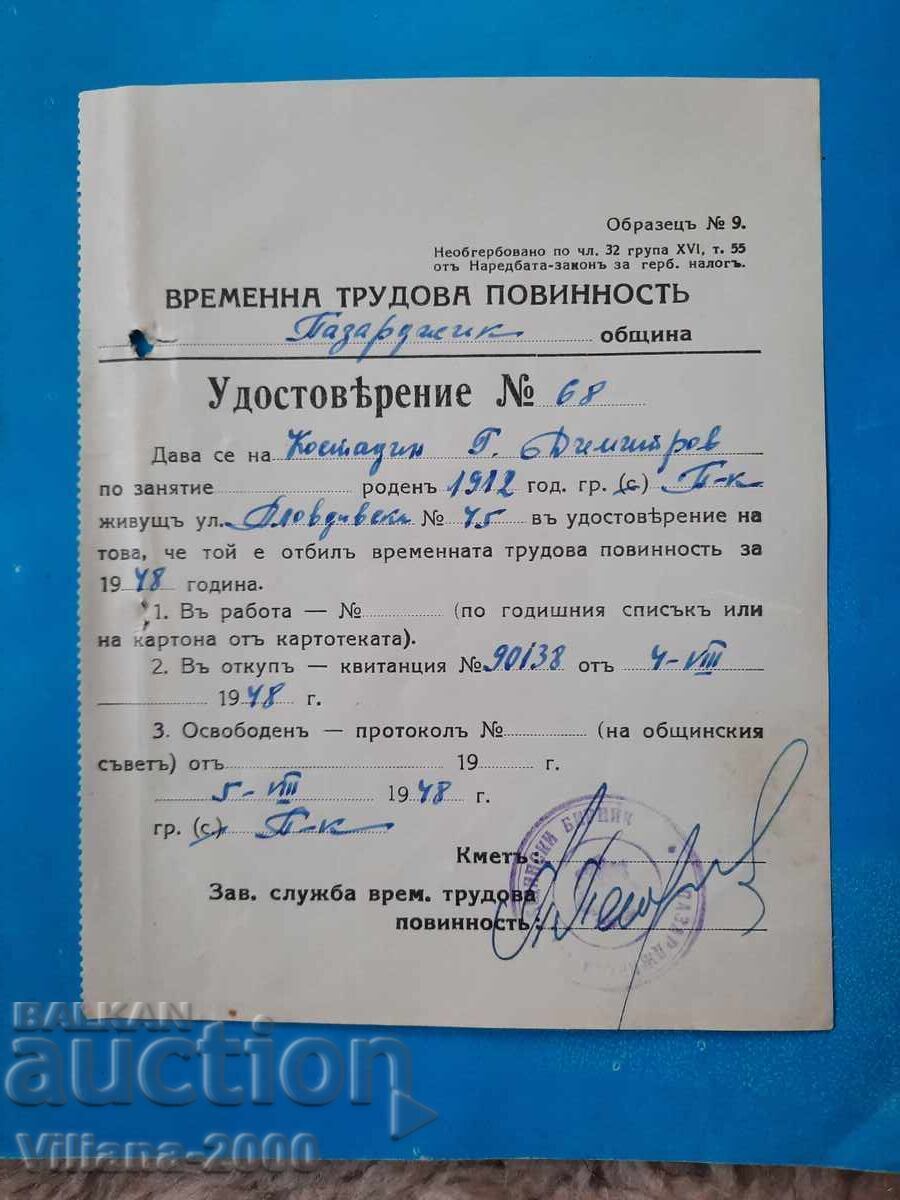 Образецъ № 9.
Необгербовано по чл. 32 група XVI, т. 55
отъ Наредбата-законъ за герб. налогъ.
ВРЕМЕННА ТРУДОВА ПОВИННОСТЬ
Пазарджик община
Удостовѣрение № 68
Дава се на Костадин Г. Димитров
по занятие роденъ 1912 год. гр. (с) П-к
живущъ ул. Пловдивска № 45 въ удостовѣрение на
това, че той е отбилъ временната трудова повинность за
1948 година.
1. Въ работа — № (по годишния списъкъ или
на картона отъ картотеката).
2. Въ откупъ — квитанция № 90138 отъ 4-VIII
1948 г.
3. Освободенъ — протоколъ № (на общинския
съветъ) отъ 19 г.
5-VIII 1948 г.
гр. (с.) П-к
Кметъ:
Зав. служба врем. трудова
повинность:
БИРНИК
BALKAN
auction
Viliana-2000